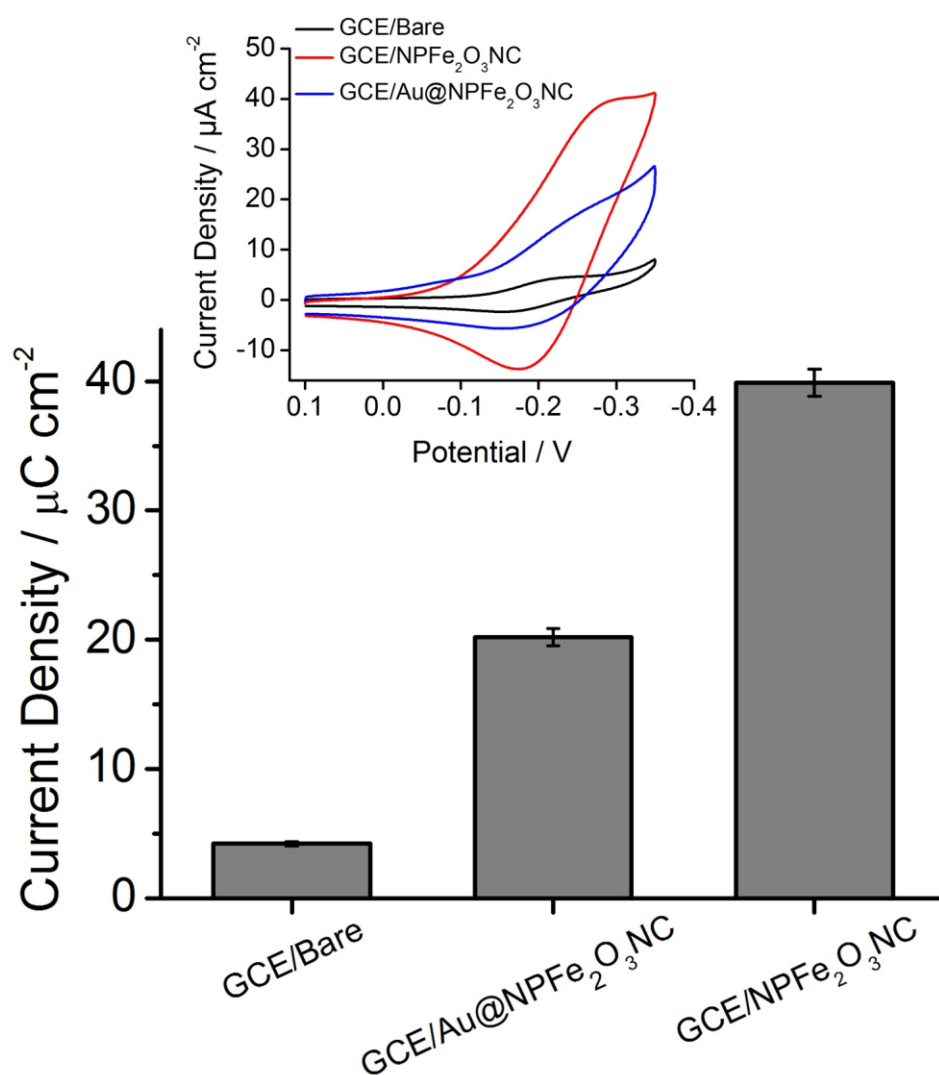 GCE/Bare
GCE/NPFe₂O₃NC
GCE/Au@NPFe₂O₃NC
Current Density / µA cm⁻²
50
40
30
20
10
0
-10
0.1 0.0 -0.1 -0.2 -0.3 -0.4
Potential / V
Current Density / µC cm⁻²
40
30
20
10
0
GCE/Bare
GCE/Au@NPFe₂O₃NC
GCE/NPFe₂O₃NC